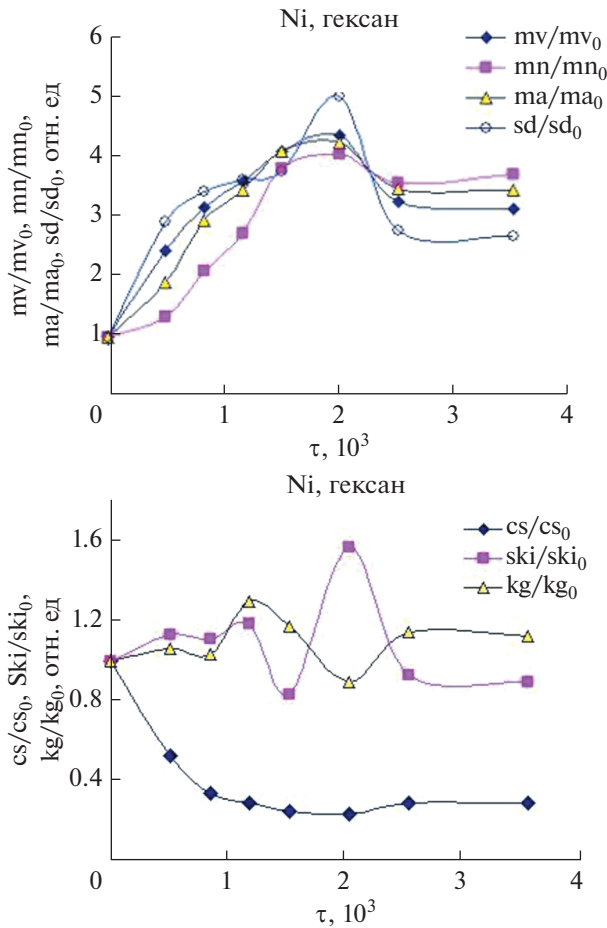 Ni, гексан
mv/mv₀
mn/mn₀
ma/ma₀
sd/sd₀
mv/mv₀, mn/mn₀,
ma/ma₀, sd/sd₀, отн. ед
6
5
4
3
2
1
0
1
2
3
4
τ, 10³
Ni, гексан
cs/cs₀
ski/ski₀
kg/kg₀
cs/cs₀, Ski/ski₀,
kg/kg₀, отн. ед
1.6
1.2
0.8
0.4
0
1
2
3
4
τ, 10³